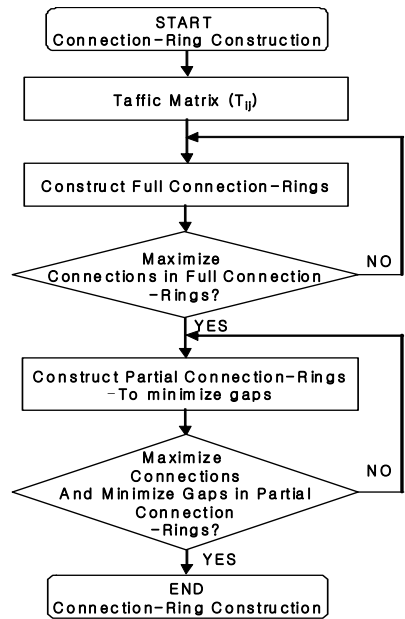 START
Connection-Ring Construction
Taffic Matrix (Tij)
Construct Full Connection-Rings
Maximize
Connections in Full Connection
-Rings?
NO
YES
Construct Partial Connection-Rings
-To minimize gaps
Maximize
Connections
And Minimize Gaps in Partial
Connection
-Rings?
NO
YES
END
Connection-Ring Construction